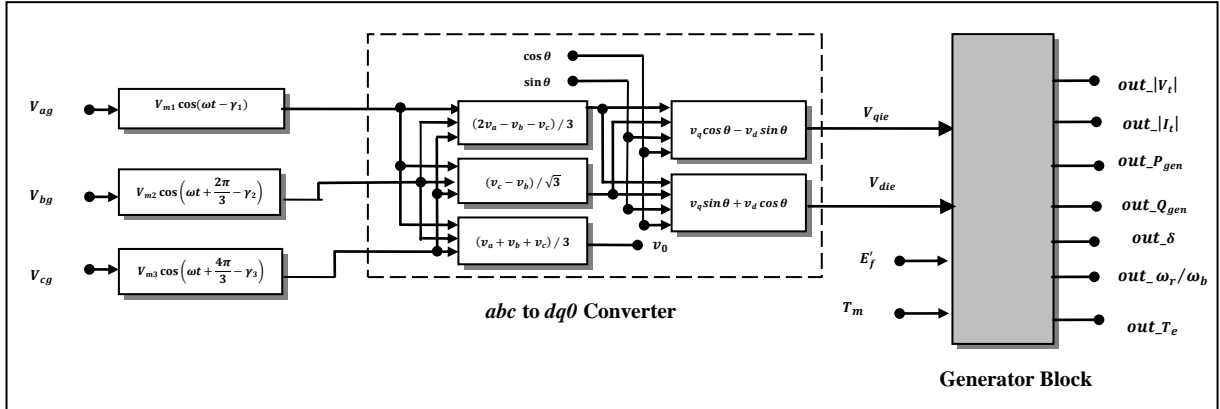 cos θ
sin θ
V_ag
V_m1 cos(ωt − γ_1)
(2v_a − v_b − v_c) / 3
v_q cos θ − v_d sin θ
V_qie
out_|V_t|
out_|I_t|
out_P_gen
V_bg
V_m2 cos(ωt + 2π/3 − γ_2)
(v_c − v_b) / √3
v_q sin θ + v_d cos θ
V_die
out_Q_gen
out_δ
(v_a + v_b + v_c) / 3
v_0
V_cg
V_m3 cos(ωt + 4π/3 − γ_3)
E'_f
out_ω_r/ω_b
T_m
out_T_e
abc to dq0 Converter
Generator Block